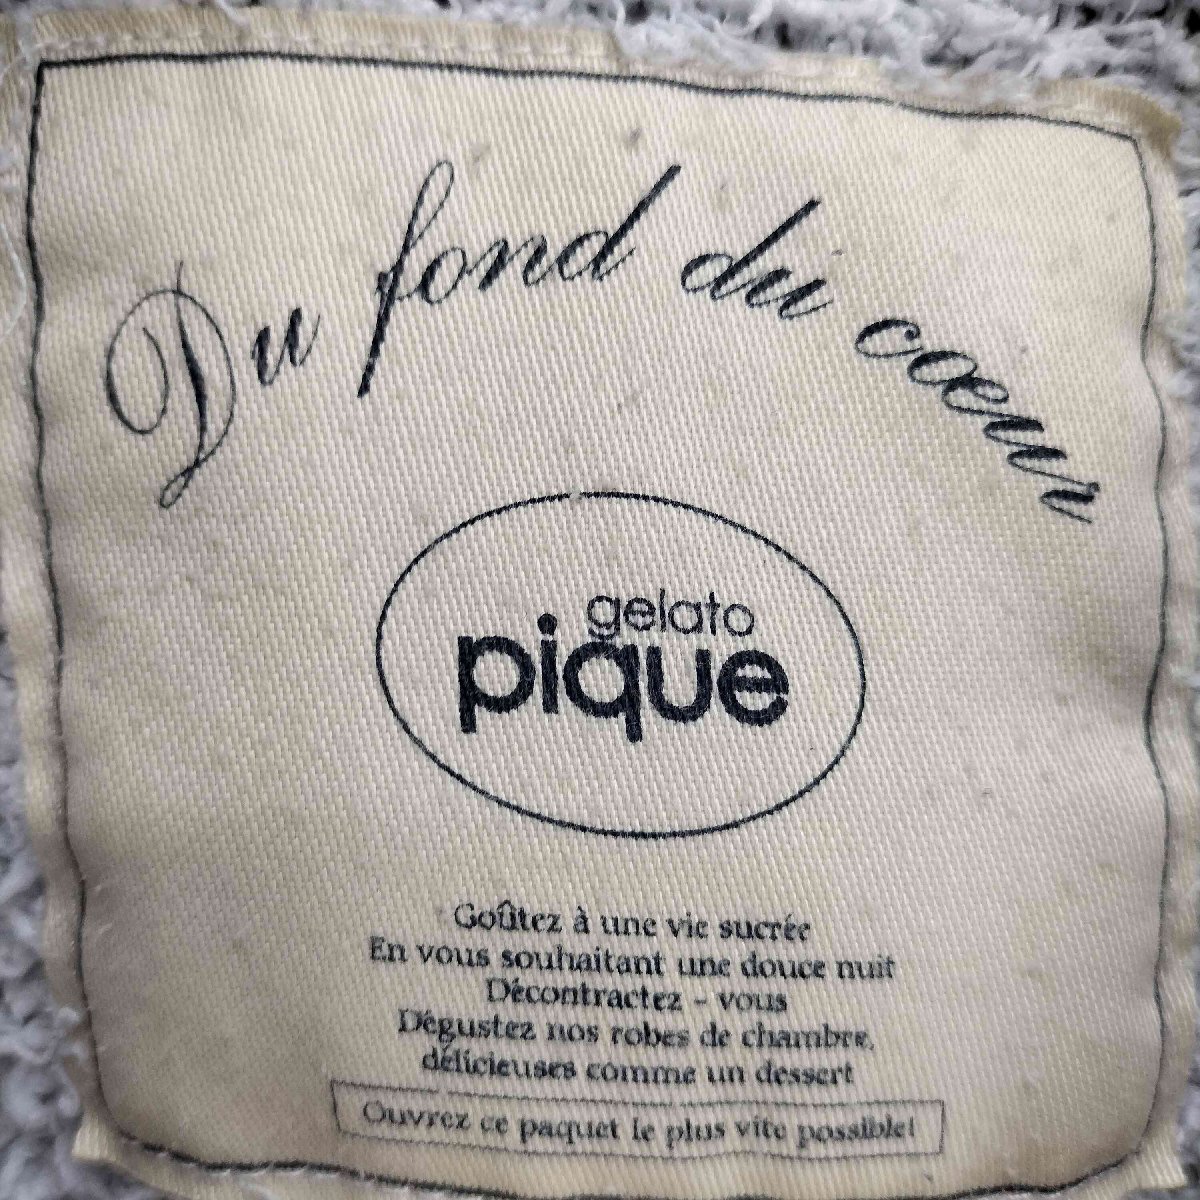 Du fond du cœur
gelato
pique
Goûtez à une vie sucrée
En vous souhaitant une douce nuit
Décontractez - vous
Dégustez nos robes de chambre,
délicieuses comme un dessert
Ouvrez ce paquet le plus vite possible!